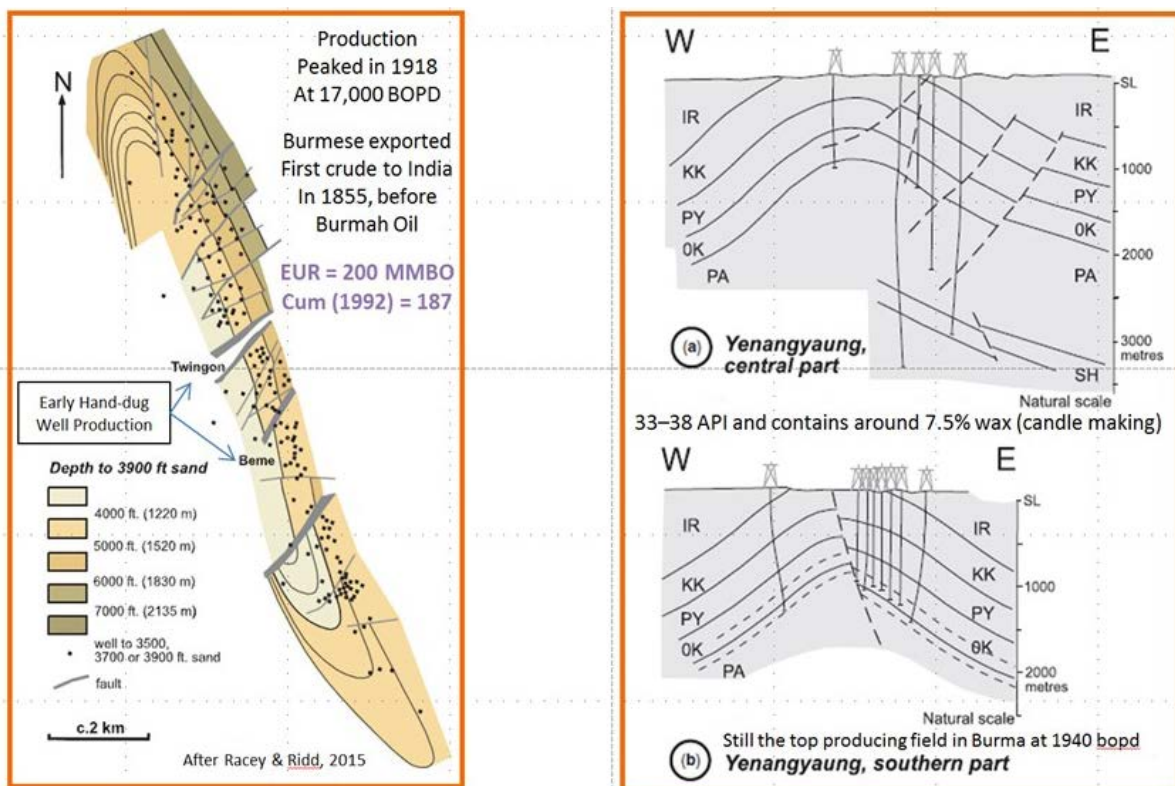 N
Production
Peaked in 1918
At 17,000 BOPD
Burmese exported
First crude to India
In 1855, before
Burmah Oil
EUR = 200 MMBO
Cum (1992) = 187
Twingon
Early Hand-dug
Well Production
Beme
Depth to 3900 ft sand
4000 ft. (1220 m)
5000 ft. (1520 m)
6000 ft. (1830 m)
7000 ft. (2135 m)
well to 3500,
3700 or 3900 ft. sand
fault
c.2 km
After Racey & Ridd, 2015
W E
SL
IR IR
KK KK
1000
PY PY
0K 0K
2000
PA PA
3000
metres
SH
(a) Yenangyaung,
central part
Natural scale
33–38 API and contains around 7.5% wax (candle making)
W E
SL
IR IR
KK KK
1000
PY PY
0K 0K
PA
2000
metres
Natural scale
Still the top producing field in Burma at 1940 bopd
(b) Yenangyaung, southern part